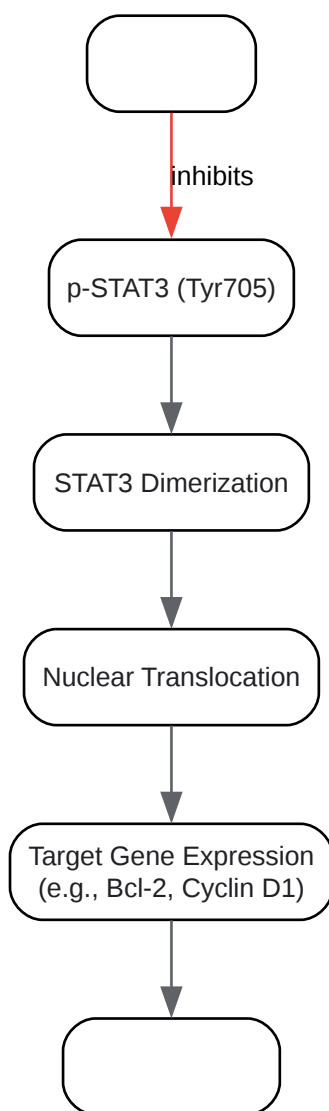 inhibits
p-STAT3 (Tyr705)
STAT3 Dimerization
Nuclear Translocation
Target Gene Expression
(e.g., Bcl-2, Cyclin D1)